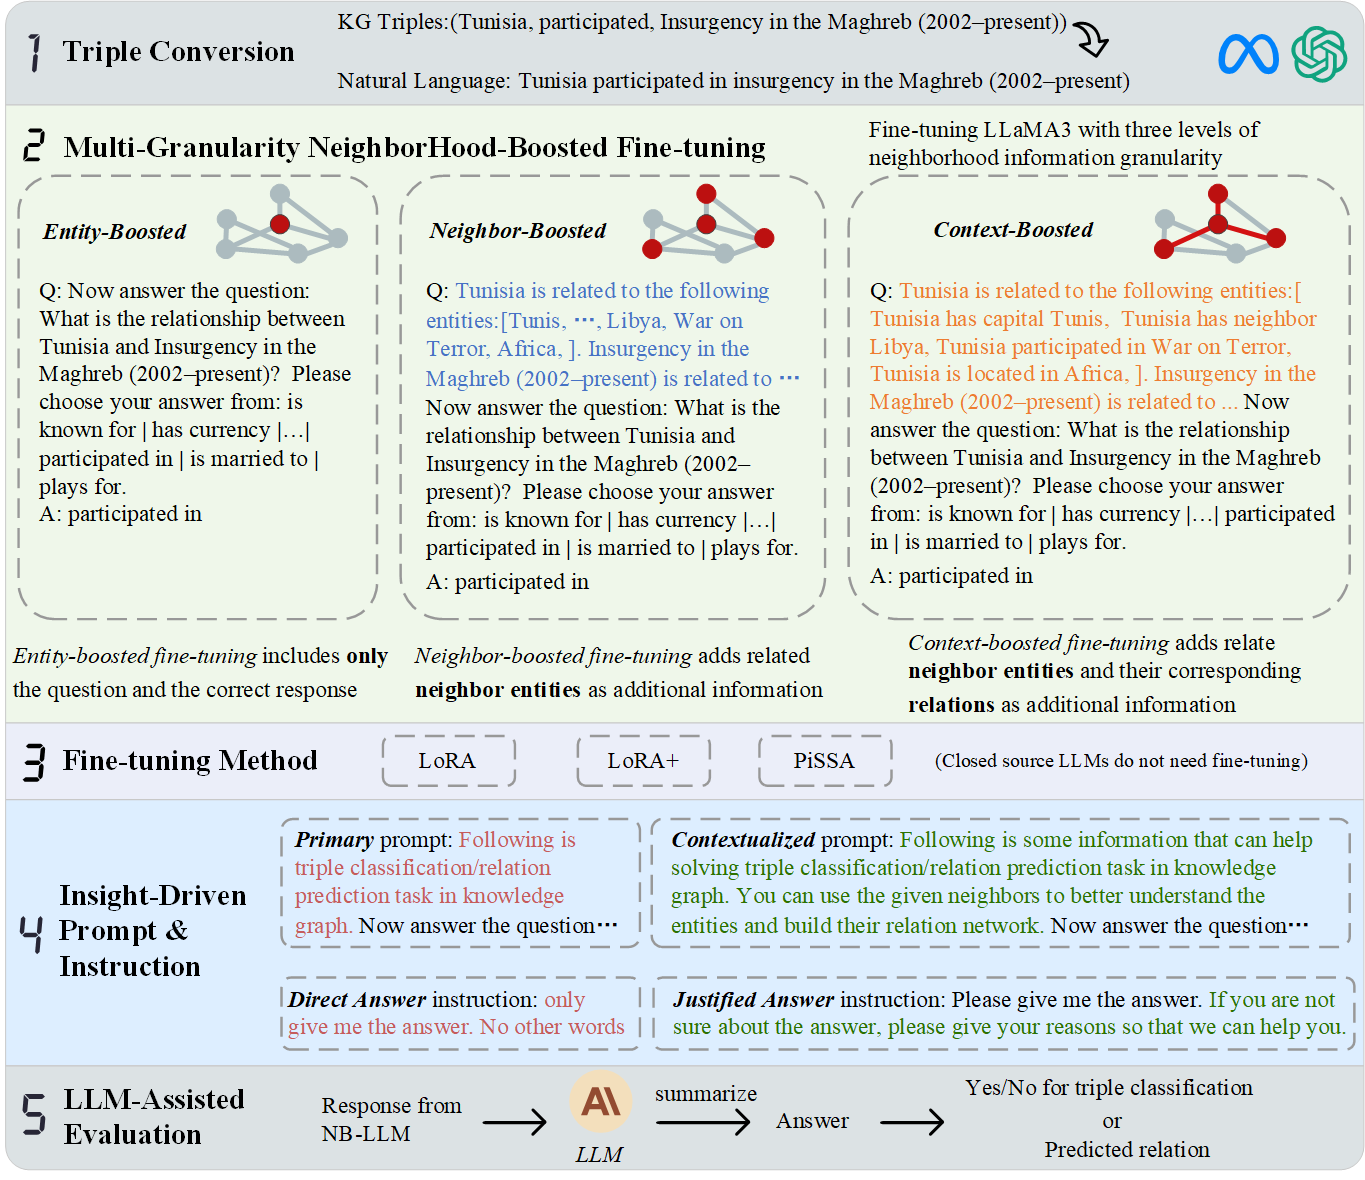 1 Triple Conversion
KG Triples:(Tunisia, participated, Insurgency in the Maghreb (2002–present))
Natural Language: Tunisia participated in insurgency in the Maghreb (2002–present)
2 Multi-Granularity NeighborHood-Boosted Fine-tuning
Fine-tuning LLaMA3 with three levels of
neighborhood information granularity
Entity-Boosted
Q: Now answer the question:
What is the relationship between
Tunisia and Insurgency in the
Maghreb (2002–present)? Please
choose your answer from: is
known for | has currency |...|
participated in | is married to |
plays for.
A: participated in
Neighbor-Boosted
Q: Tunisia is related to the following
entities:[Tunis, ···, Libya, War on
Terror, Africa, ]. Insurgency in the
Maghreb (2002–present) is related to ···
Now answer the question: What is the
relationship between Tunisia and
Insurgency in the Maghreb (2002–
present)? Please choose your answer
from: is known for | has currency |...|
participated in | is married to | plays for.
A: participated in
Context-Boosted
Q: Tunisia is related to the following entities:[
Tunisia has capital Tunis, Tunisia has neighbor
Libya, Tunisia participated in War on Terror,
Tunisia is located in Africa, ]. Insurgency in the
Maghreb (2002–present) is related to ... Now
answer the question: What is the relationship
between Tunisia and Insurgency in the Maghreb
(2002–present)? Please choose your answer
from: is known for | has currency |...| participated
in | is married to | plays for.
A: participated in
Entity-boosted fine-tuning includes only
the question and the correct response
Neighbor-boosted fine-tuning adds related
neighbor entities as additional information
Context-boosted fine-tuning adds relate
neighbor entities and their corresponding
relations as additional information
3 Fine-tuning Method
LoRA
LoRA+
PiSSA
(Closed source LLMs do not need fine-tuning)
4 Insight-Driven
Prompt &
Instruction
Primary prompt: Following is
triple classification/relation
prediction task in knowledge
graph. Now answer the question···
Contextualized prompt: Following is some information that can help
solving triple classification/relation prediction task in knowledge
graph. You can use the given neighbors to better understand the
entities and build their relation network. Now answer the question···
Direct Answer instruction: only
give me the answer. No other words
Justified Answer instruction: Please give me the answer. If you are not
sure about the answer, please give your reasons so that we can help you.
5 LLM-Assisted
Evaluation
Response from
NB-LLM
AI
LLM
summarize
Answer
Yes/No for triple classification
or
Predicted relation